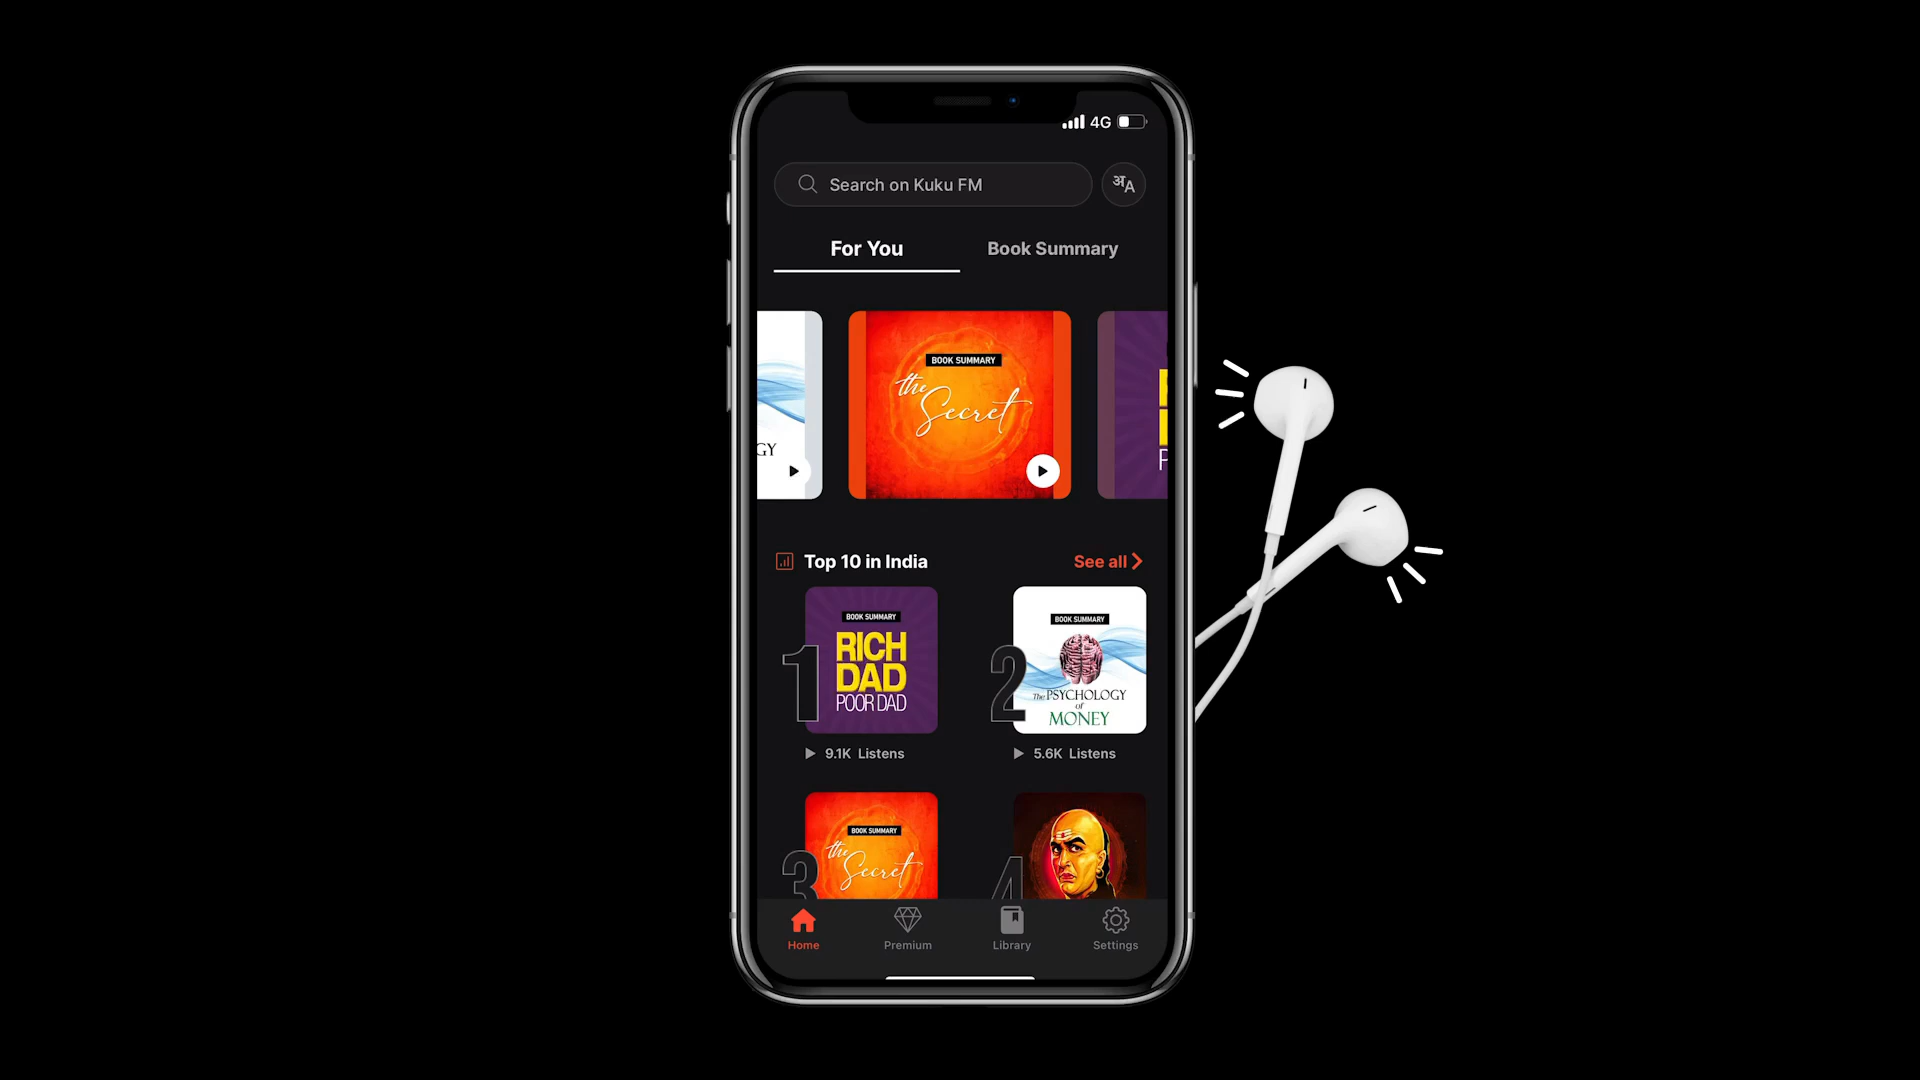 4G
Search on Kuku FM
अA
For You
Book Summary
GY
BOOK SUMMARY
the
Secret
P
Top 10 in India
See all
1
BOOK SUMMARY
RICH
DAD
POOR DAD
9.1K Listens
2
BOOK SUMMARY
The PSYCHOLOGY
of
MONEY
5.6K Listens
3
BOOK SUMMARY
the
Secret
4
Home
Premium
Library
Settings